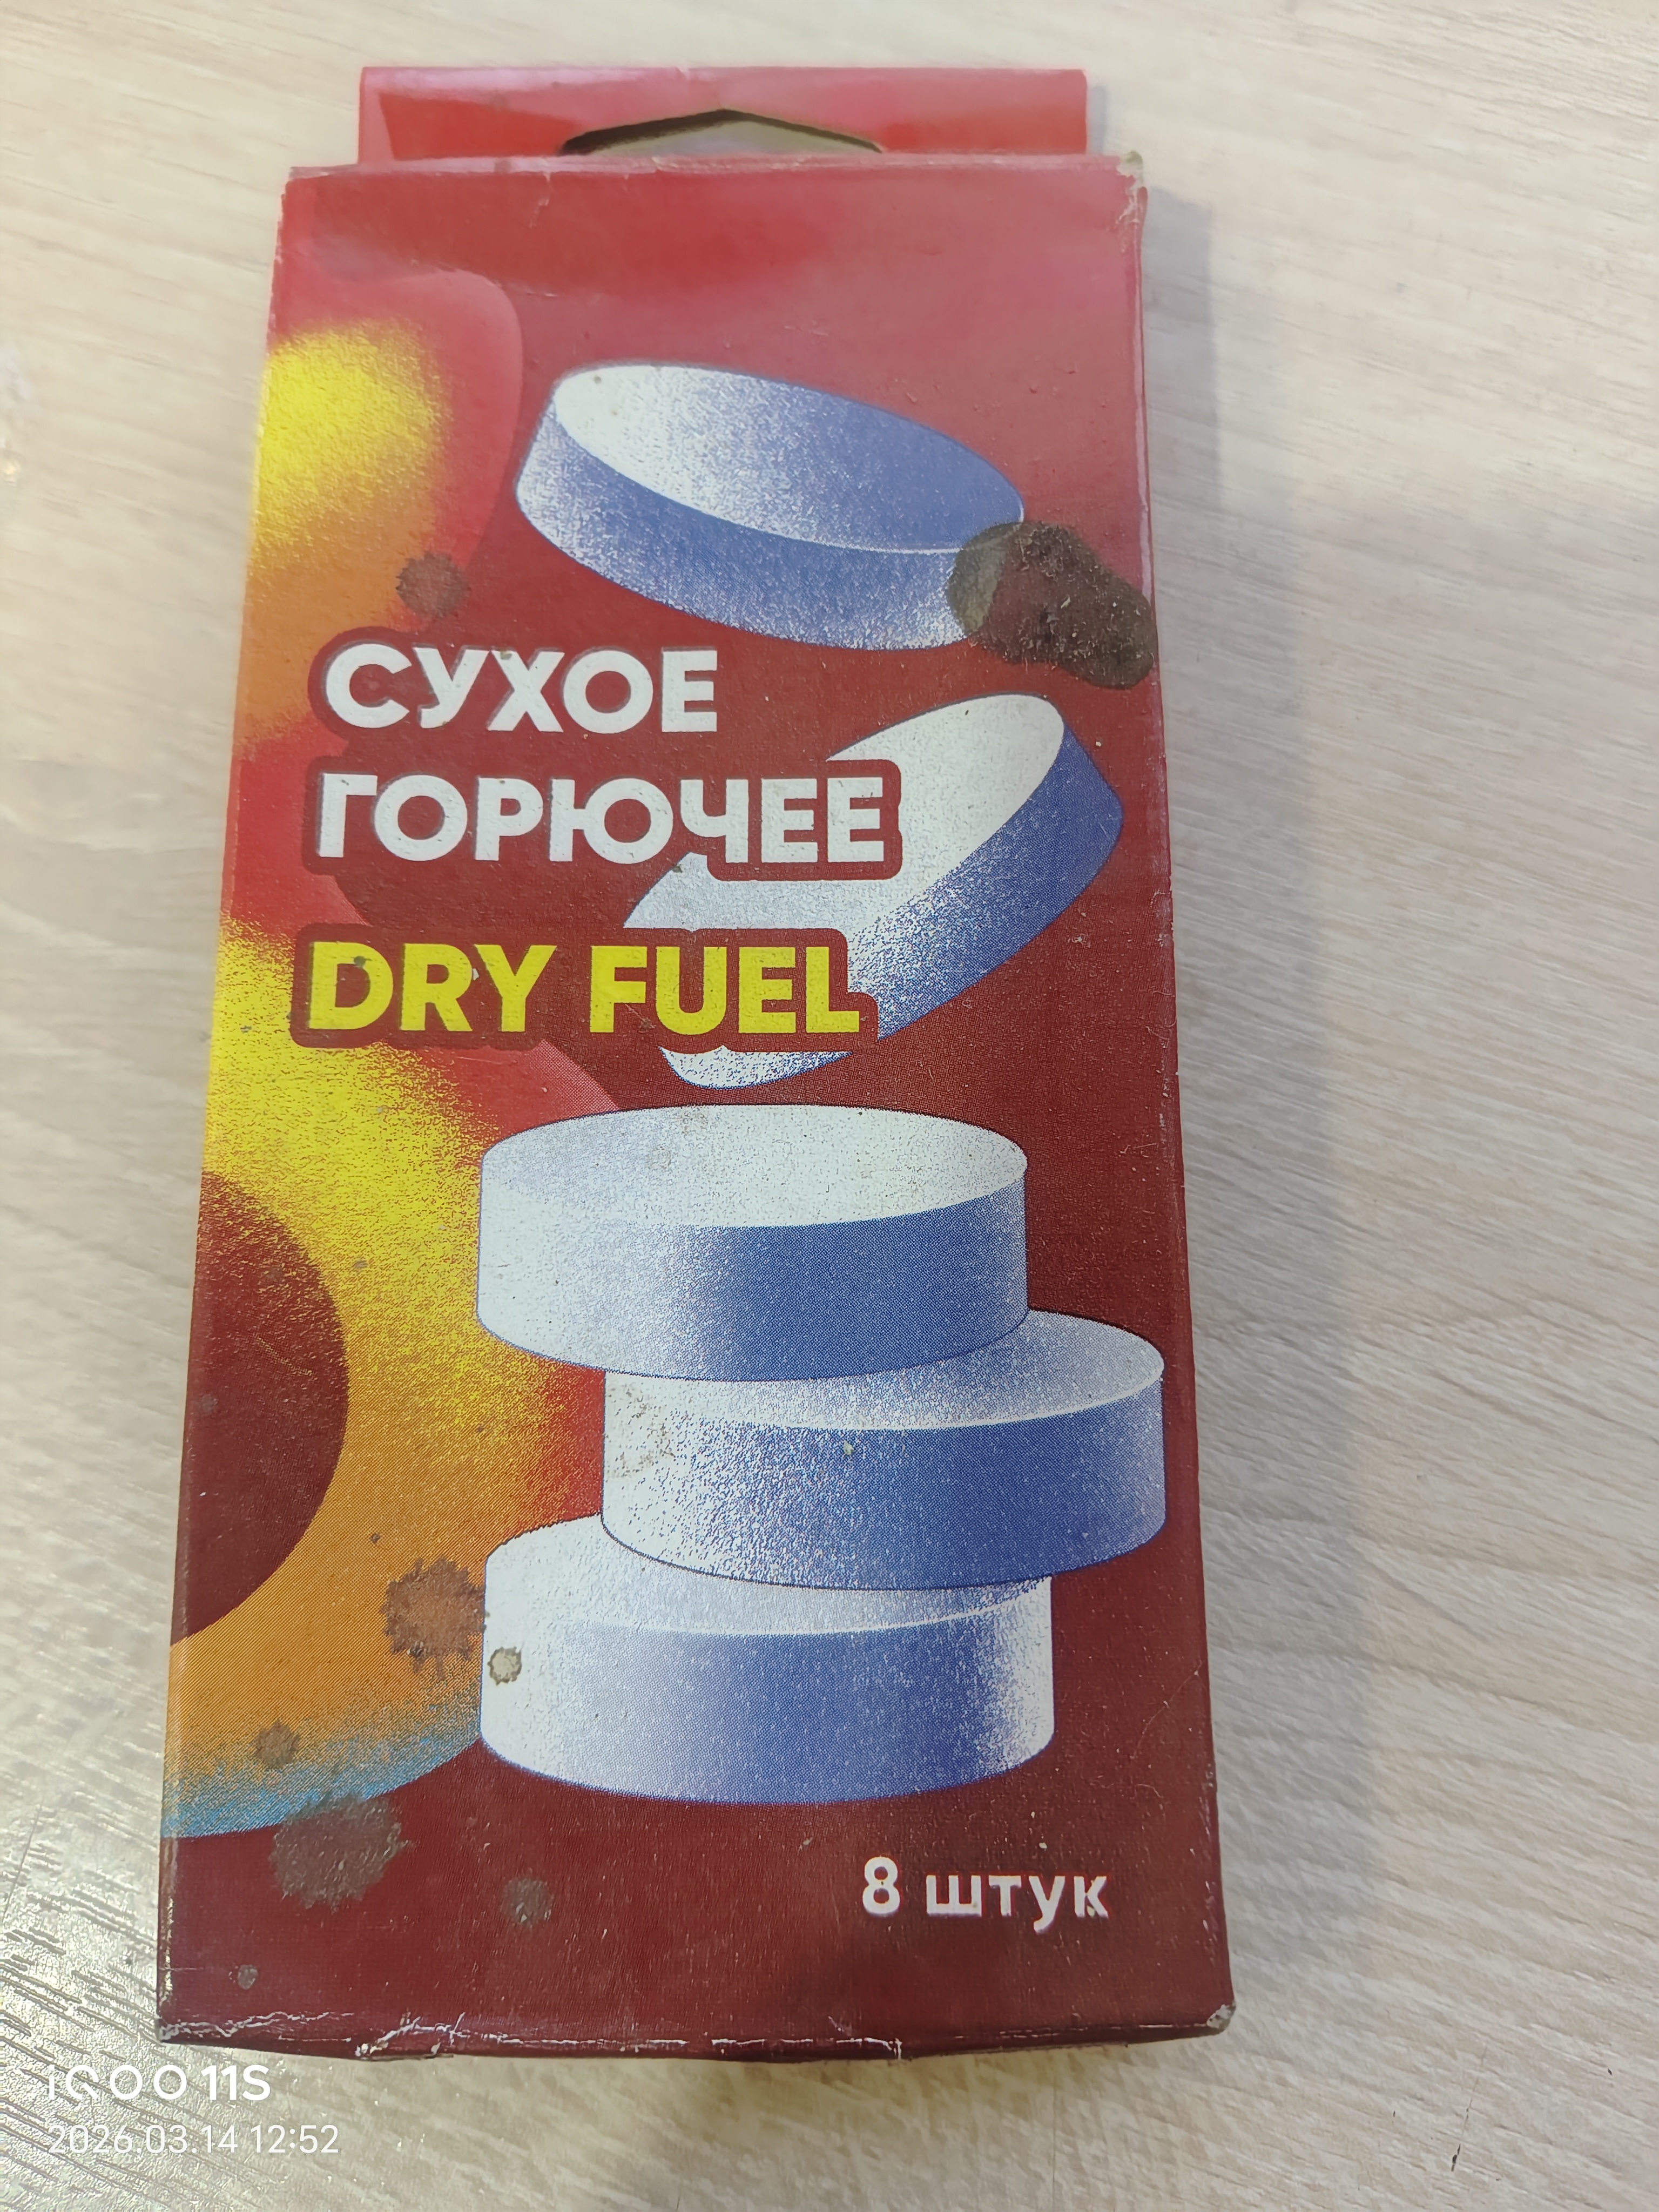 СУХОЕ
ГОРЮЧЕЕ
DRY FUEL
8 штук
iQOO 11S
2026.03.14 12:52